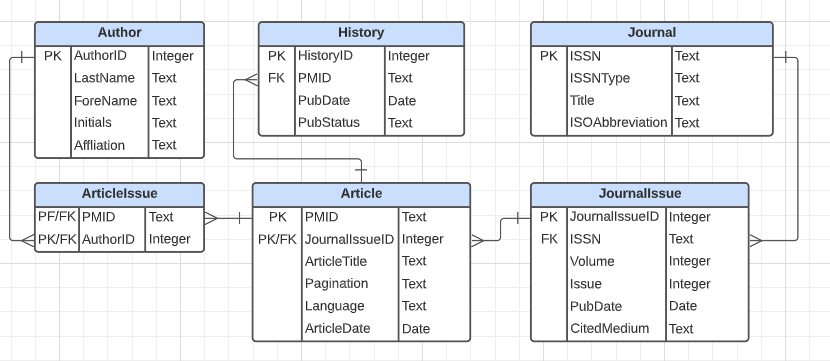 Author
PK AuthorID Integer
LastName Text
ForeName Text
Initials Text
Affliation Text
History
PK HistoryID Integer
FK PMID Text
PubDate Date
PubStatus Text
Journal
PK ISSN Text
ISSNType Text
Title Text
ISOAbbreviation Text
ArticleIssue
PF/FK PMID Text
PK/FK AuthorID Integer
Article
PK PMID Text
PK/FK JournalIssueID Integer
ArticleTitle Text
Pagination Text
Language Text
ArticleDate Date
JournalIssue
PK JournalIssueID Integer
FK ISSN Text
Volume Integer
Issue Integer
PubDate Date
CitedMedium Text